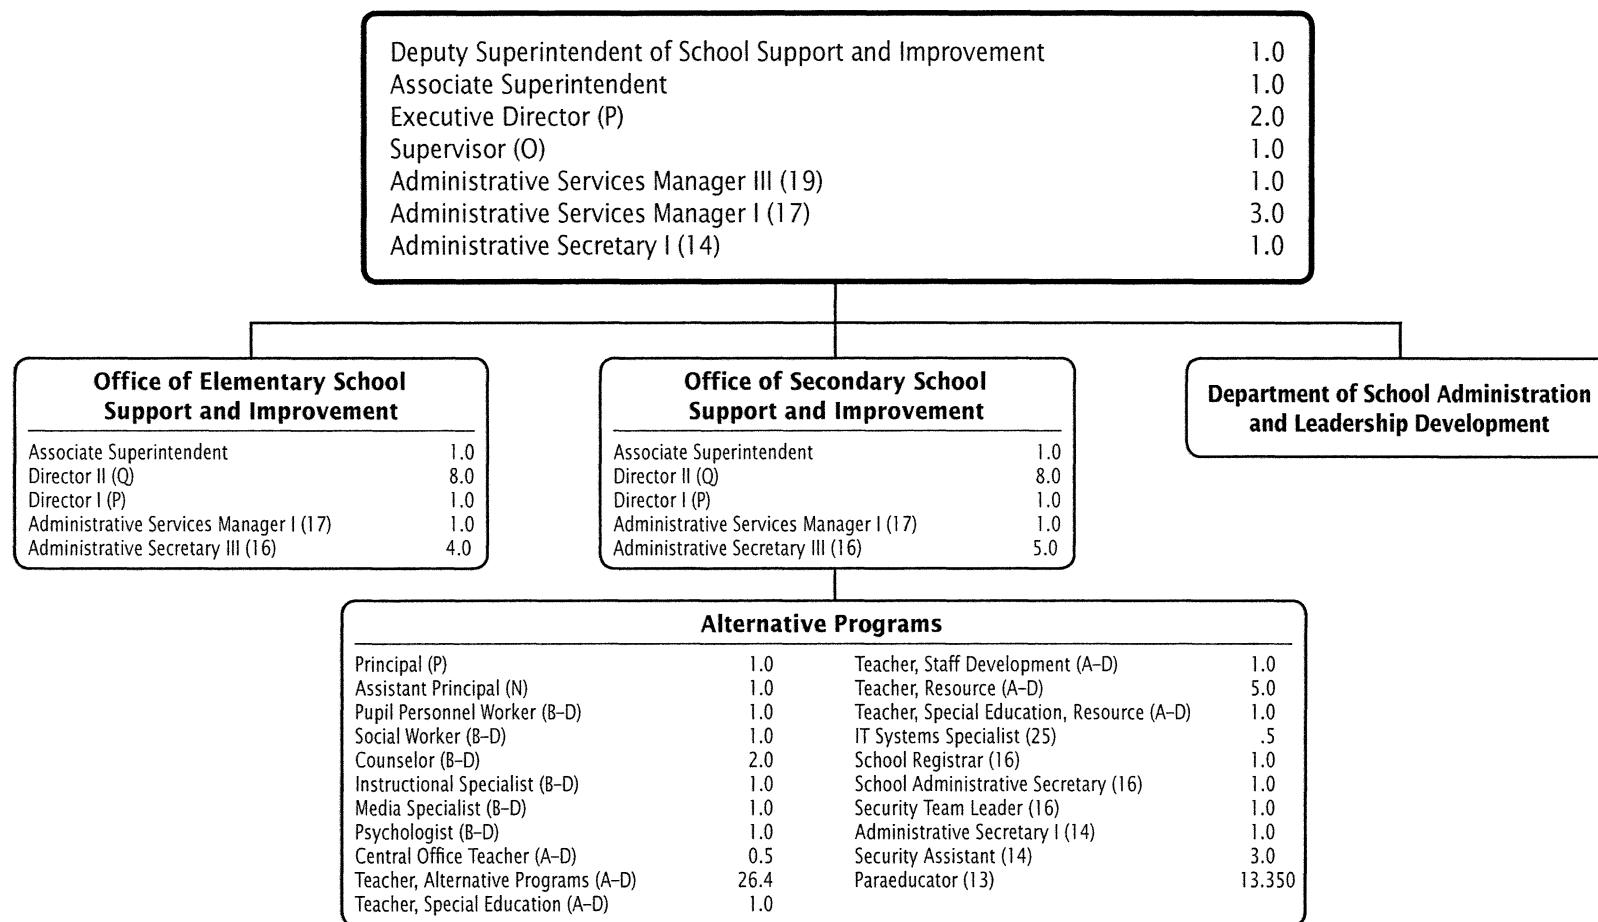 Deputy Superintendent of School Support and Improvement 1.0
Associate Superintendent 1.0
Executive Director (P) 2.0
Supervisor (O) 1.0
Administrative Services Manager III (19) 1.0
Administrative Services Manager I (17) 3.0
Administrative Secretary I (14) 1.0
Office of Elementary School
Support and Improvement
Associate Superintendent 1.0
Director II (Q) 8.0
Director I (P) 1.0
Administrative Services Manager I (17) 1.0
Administrative Secretary III (16) 4.0
Office of Secondary School
Support and Improvement
Associate Superintendent 1.0
Director II (Q) 8.0
Director I (P) 1.0
Administrative Services Manager I (17) 1.0
Administrative Secretary III (16) 5.0
Department of School Administration
and Leadership Development
Alternative Programs
Principal (P) 1.0
Assistant Principal (N) 1.0
Pupil Personnel Worker (B–D) 1.0
Social Worker (B–D) 1.0
Counselor (B–D) 2.0
Instructional Specialist (B–D) 1.0
Media Specialist (B–D) 1.0
Psychologist (B–D) 1.0
Central Office Teacher (A–D) 0.5
Teacher, Alternative Programs (A–D) 26.4
Teacher, Special Education (A–D) 1.0
Teacher, Staff Development (A–D) 1.0
Teacher, Resource (A–D) 5.0
Teacher, Special Education, Resource (A–D) 1.0
IT Systems Specialist (25) .5
School Registrar (16) 1.0
School Administrative Secretary (16) 1.0
Security Team Leader (16) 1.0
Administrative Secretary I (14) 1.0
Security Assistant (14) 3.0
Paraeducator (13) 13.350